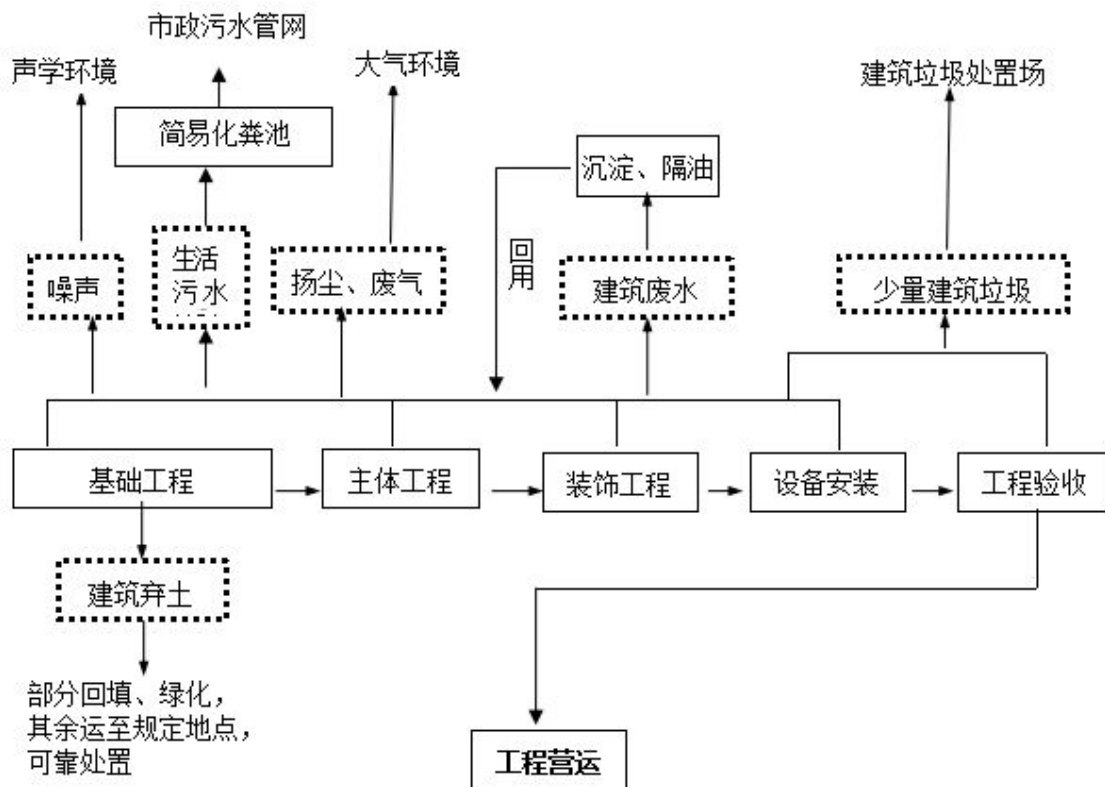 市政污水管网
声学环境
大气环境
建筑垃圾处置场
简易化粪池
沉淀、隔油
回用
噪声
生活
污水
扬尘、废气
建筑废水
少量建筑垃圾
基础工程
主体工程
装饰工程
设备安装
工程验收
建筑弃土
部分回填、绿化，
其余运至规定地点，
可靠处置
工程营运